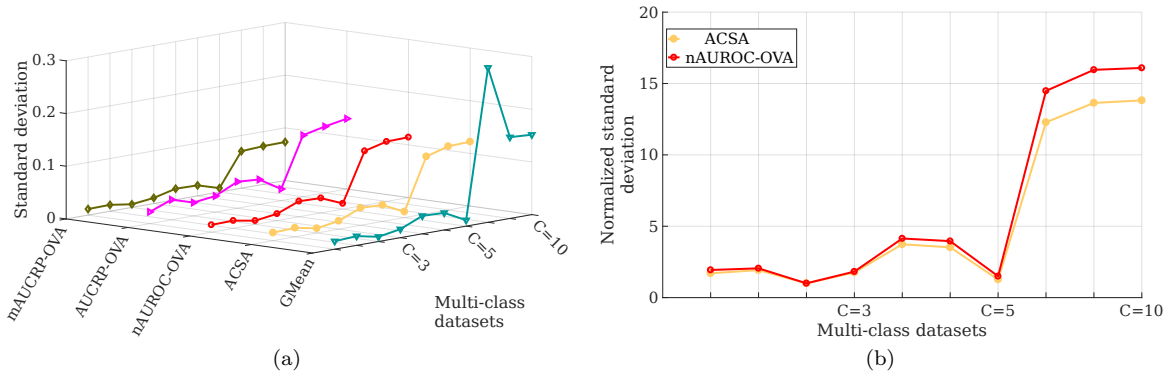 0.3
0.2
0.1
0
Standard deviation
mAUCRP-OVA
AUCRP-OVA
nAUROC-OVA
ACSA
GMean
C=3
C=5
C=10
Multi-class
datasets
(a)
20
15
10
5
0
Normalized standard
deviation
ACSA
nAUROC-OVA
C=3
C=5
C=10
Multi-class datasets
(b)